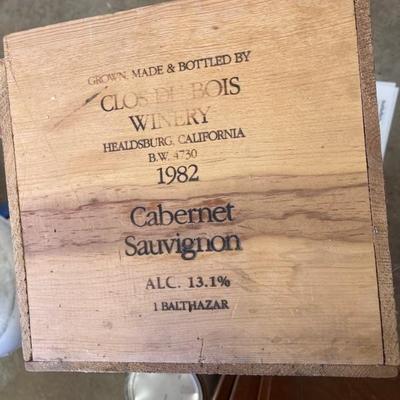 GROWN, MADE & BOTTLED BY
CLOS DU BOIS
WINERY
HEALDSBURG, CALIFORNIA
B.W. 4730
1982
Cabernet
Sauvignon
ALC. 13.1%
1 BALTHAZAR